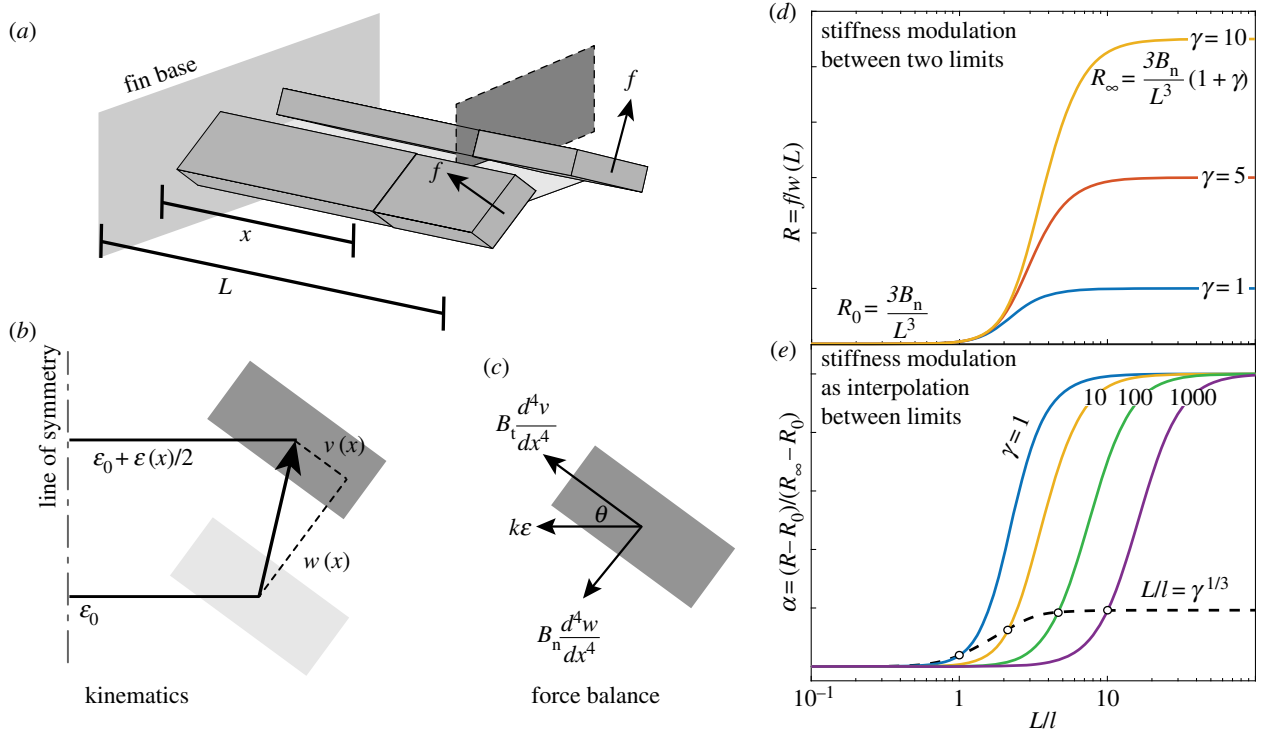 (a)
fin base
f
f
x
L
(b)
line of symmetry
ε₀ + ε(x)/2
v(x)
w(x)
ε₀
kinematics
(c)
Bₜ d⁴v/dx⁴
θ
kε
Bₙ d⁴w/dx⁴
force balance
(d)
stiffness modulation
between two limits
γ = 10
R∞ = 3Bₙ/L³ (1 + γ)
γ = 5
R₀ = 3Bₙ/L³
γ = 1
R = f/w(L)
(e)
stiffness modulation
as interpolation
between limits
γ = 1
10 100 1000
L/l = γ^1/3
α = (R–R₀)/(R∞–R₀)
10⁻¹ 1 10
L/l